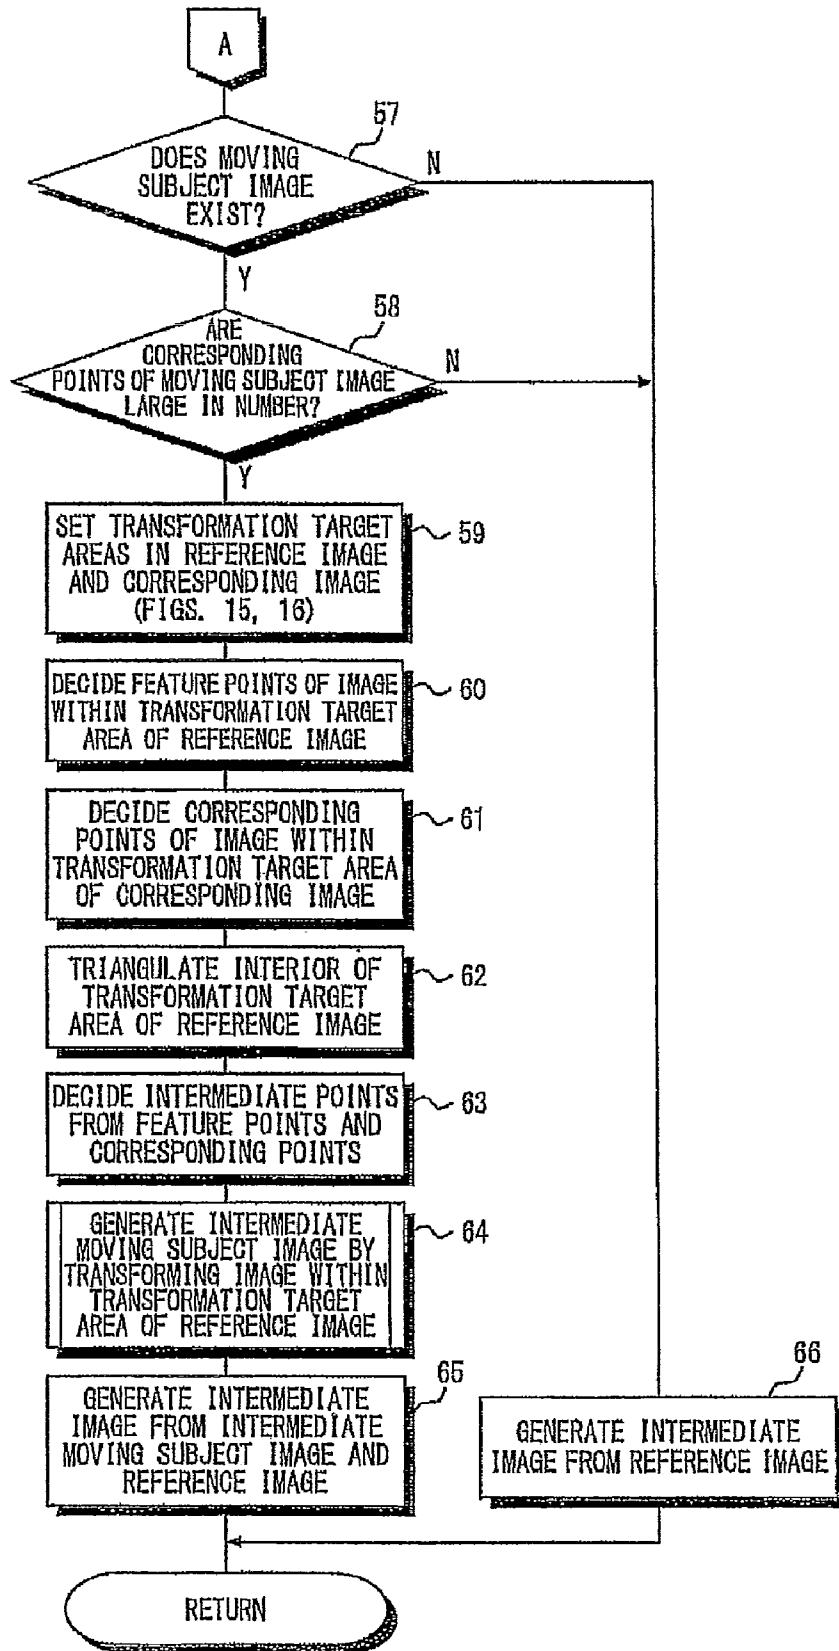 A
57
DOES MOVING
SUBJECT IMAGE
EXIST?
N
Y
58
ARE
CORRESPONDING
POINTS OF MOVING SUBJECT IMAGE
LARGE IN NUMBER?
N
Y
SET TRANSFORMATION TARGET
AREAS IN REFERENCE IMAGE
AND CORRESPONDING IMAGE
(FIGS. 15, 16)
59
DECIDE FEATURE POINTS OF IMAGE
WITHIN TRANSFORMATION TARGET
AREA OF REFERENCE IMAGE
60
DECIDE CORRESPONDING
POINTS OF IMAGE WITHIN
TRANSFORMATION TARGET AREA
OF CORRESPONDING IMAGE
61
TRIANGULATE INTERIOR OF
TRANSFORMATION TARGET
AREA OF REFERENCE IMAGE
62
DECIDE INTERMEDIATE POINTS
FROM FEATURE POINTS AND
CORRESPONDING POINTS
63
GENERATE INTERMEDIATE
MOVING SUBJECT IMAGE BY
TRANSFORMING IMAGE WITHIN
TRANSFORMATION TARGET
AREA OF REFERENCE IMAGE
64
65
GENERATE INTERMEDIATE
IMAGE FROM INTERMEDIATE
MOVING SUBJECT IMAGE AND
REFERENCE IMAGE
66
GENERATE INTERMEDIATE
IMAGE FROM REFERENCE IMAGE
RETURN